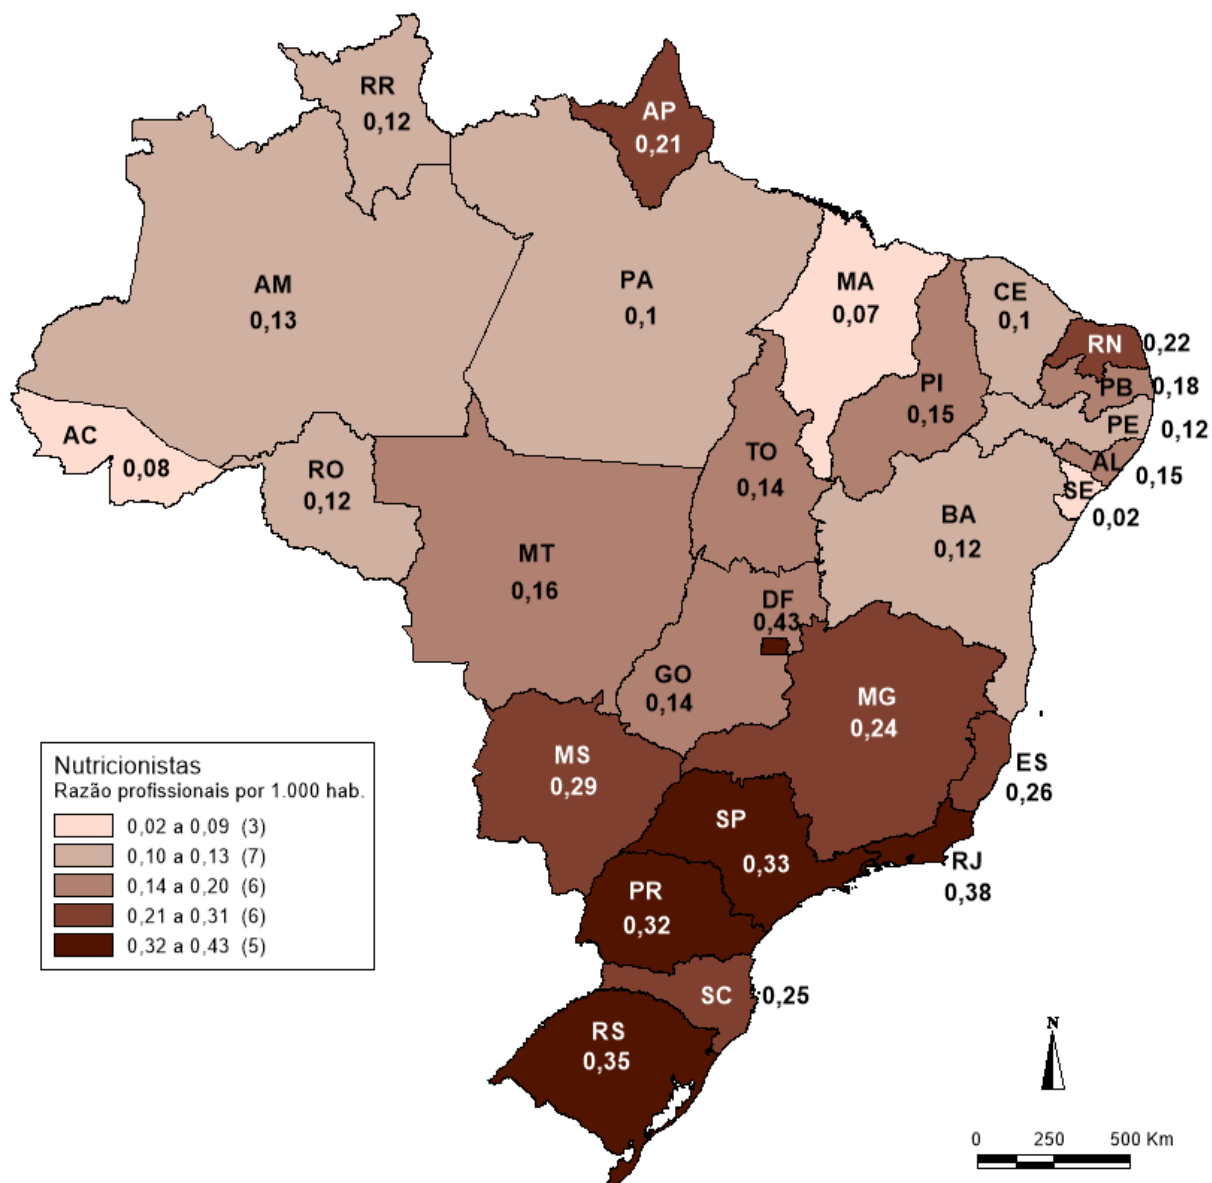 RR
0,12
AP
0,21
AM
0,13
PA
0,1
MA
0,07
CE
0,1
RN 0,22
PI
0,15
PB 0,18
PE 0,12
AC
0,08
RO
0,12
TO
0,14
AL 0,15
SE 0,02
BA
0,12
MT
0,16
DF
0,43
GO
0,14
MG
0,24
MS
0,29
ES
0,26
SP
0,33
RJ
0,38
PR
0,32
SC 0,25
RS
0,35
Nutricionistas
Razão profissionais por 1.000 hab.
0,02 a 0,09 (3)
0,10 a 0,13 (7)
0,14 a 0,20 (6)
0,21 a 0,31 (6)
0,32 a 0,43 (5)
N
0 250 500 Km